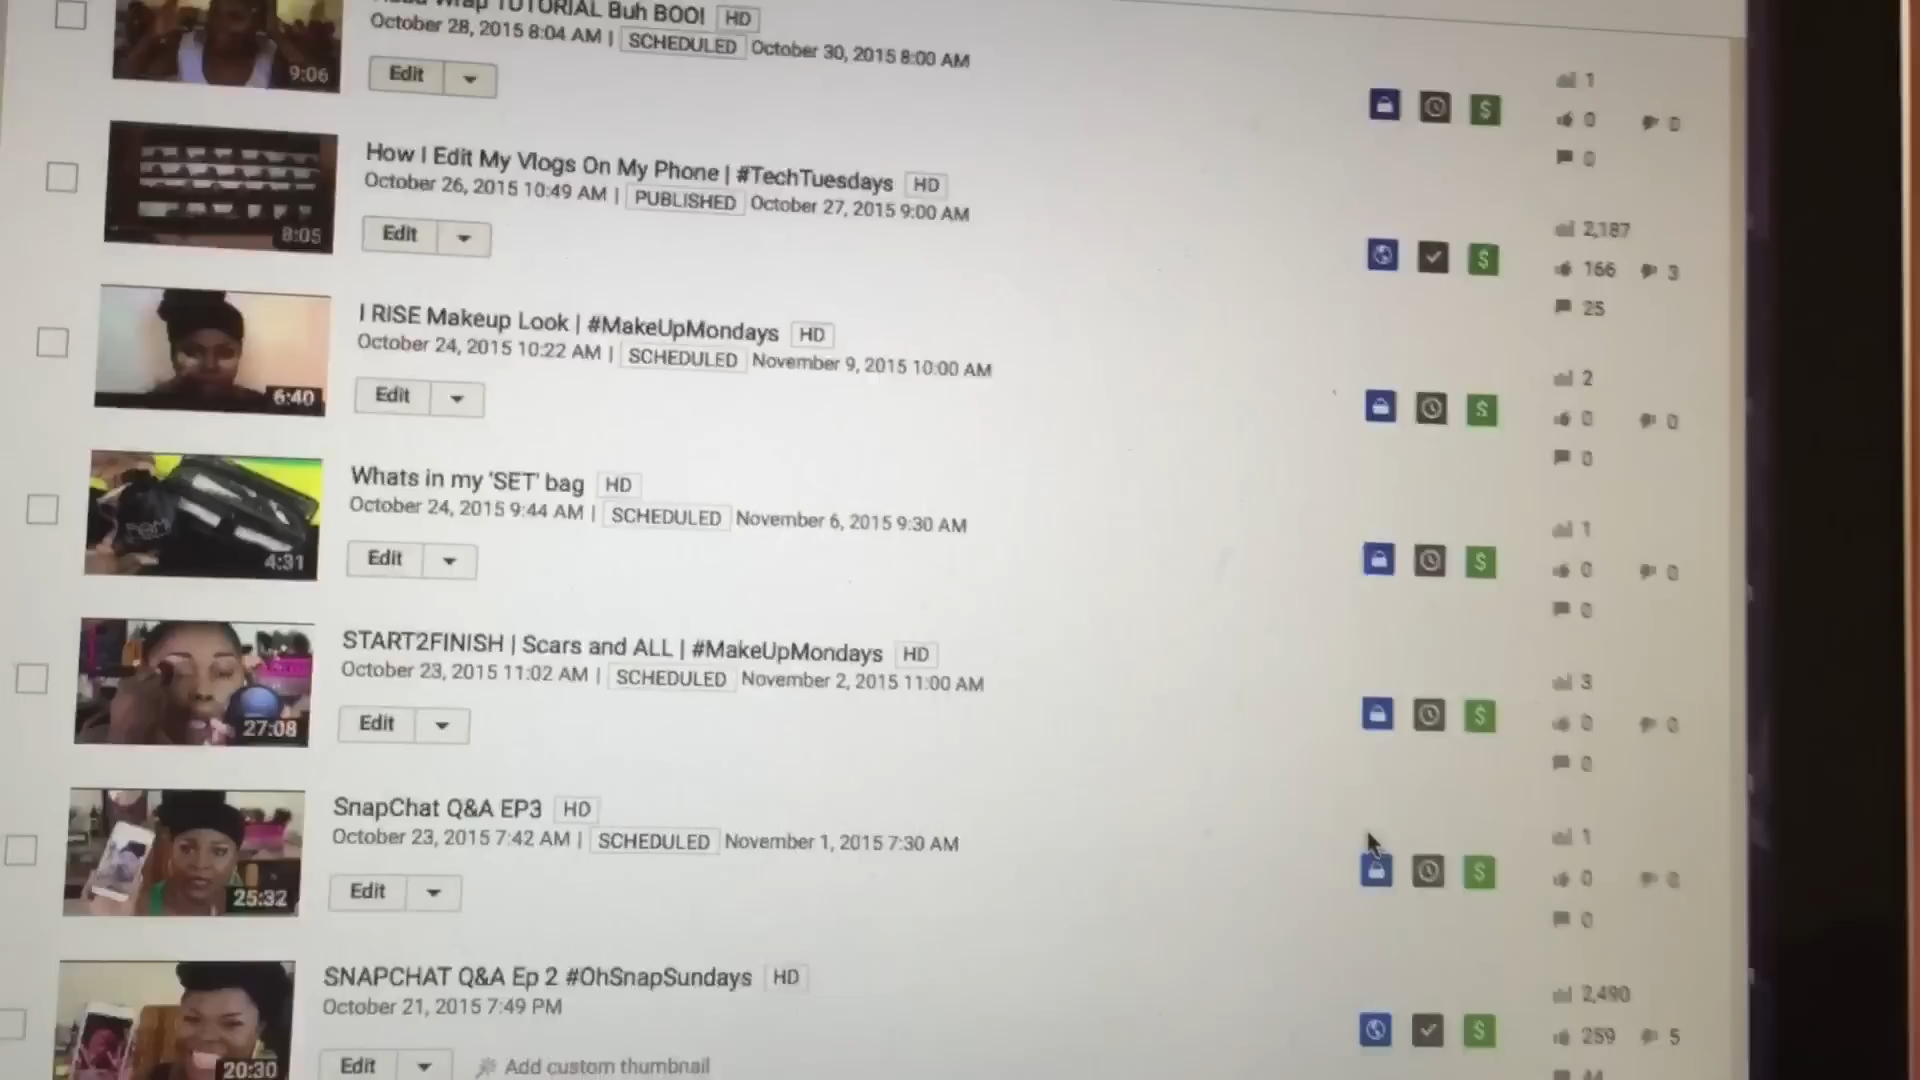 Wrap TUTORIAL Buh BOO! HD
October 28, 2015 8:04 AM | SCHEDULED October 30, 2015 8:00 AM
9:06
Edit
1
0 0
0
How I Edit My Vlogs On My Phone | #TechTuesdays HD
October 26, 2015 10:49 AM | PUBLISHED October 27, 2015 9:00 AM
8:05
Edit
$
2,187
166 3
25
I RISE Makeup Look | #MakeUpMondays HD
October 24, 2015 10:22 AM | SCHEDULED November 9, 2015 10:00 AM
6:40
Edit
$
2
0 0
0
Whats in my 'SET' bag HD
October 24, 2015 9:44 AM | SCHEDULED November 6, 2015 9:30 AM
4:31
Edit
$
1
0 0
0
START2FINISH | Scars and ALL | #MakeUpMondays HD
October 23, 2015 11:02 AM | SCHEDULED November 2, 2015 11:00 AM
27:08
Edit
$
3
0 0
0
SnapChat Q&A EP3 HD
October 23, 2015 7:42 AM | SCHEDULED November 1, 2015 7:30 AM
25:32
Edit
$
1
0 0
0
SNAPCHAT Q&A Ep 2 #OhSnapSundays HD
October 21, 2015 7:49 PM
20:30
Edit Add custom thumbnail
$
2,490
259 5
44